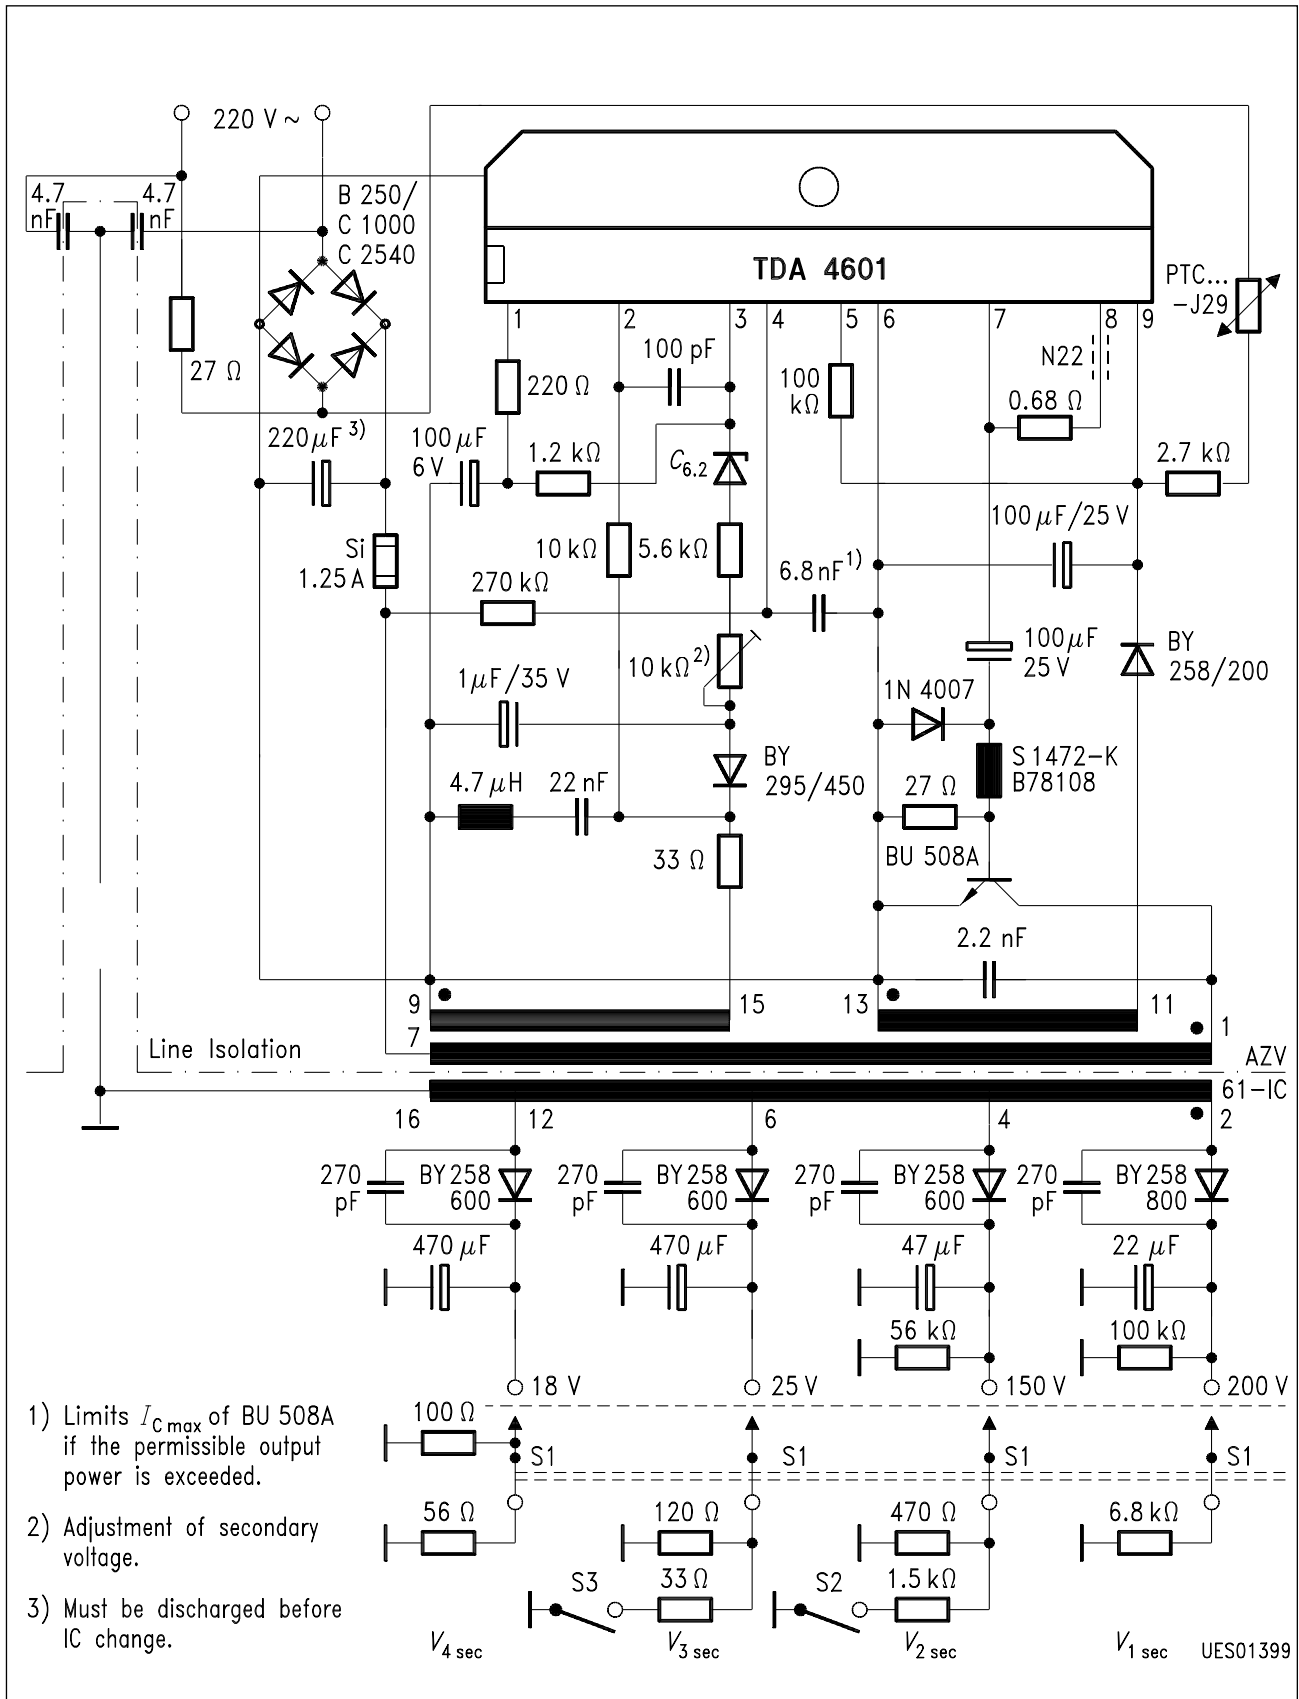 220 V ~
4.7
nF
4.7
nF
B 250/
C 1000
C 2540
TDA 4601
PTC...
-J29
1
2
3
4
5
6
7
8
9
27 Ω
220 Ω
100 pF
100
kΩ
N22
0.68 Ω
220 μF 3)
100 μF
6 V
1.2 kΩ
C6.2
2.7 kΩ
100 μF/25 V
Si
1.25 A
10 kΩ
5.6 kΩ
270 kΩ
6.8 nF 1)
10 kΩ 2)
100 μF
25 V
BY
258/200
1 μF/35 V
1N 4007
BY
295/450
S 1472-K
B78108
4.7 μH
22 nF
27 Ω
33 Ω
BU 508A
2.2 nF
9
15
13
11
7
1
Line Isolation
AZV
61-IC
16
12
6
4
2
270
pF
BY 258
600
270
pF
BY 258
600
270
pF
BY 258
600
270
pF
BY 258
800
470 μF
470 μF
47 μF
22 μF
56 kΩ
100 kΩ
18 V
25 V
150 V
200 V
100 Ω
S1
S1
S1
S1
56 Ω
120 Ω
470 Ω
6.8 kΩ
S3
33 Ω
S2
1.5 kΩ
V4 sec
V3 sec
V2 sec
V1 sec
1) Limits IC max of BU 508A
if the permissible output
power is exceeded.
2) Adjustment of secondary
voltage.
3) Must be discharged before
IC change.
UES01399